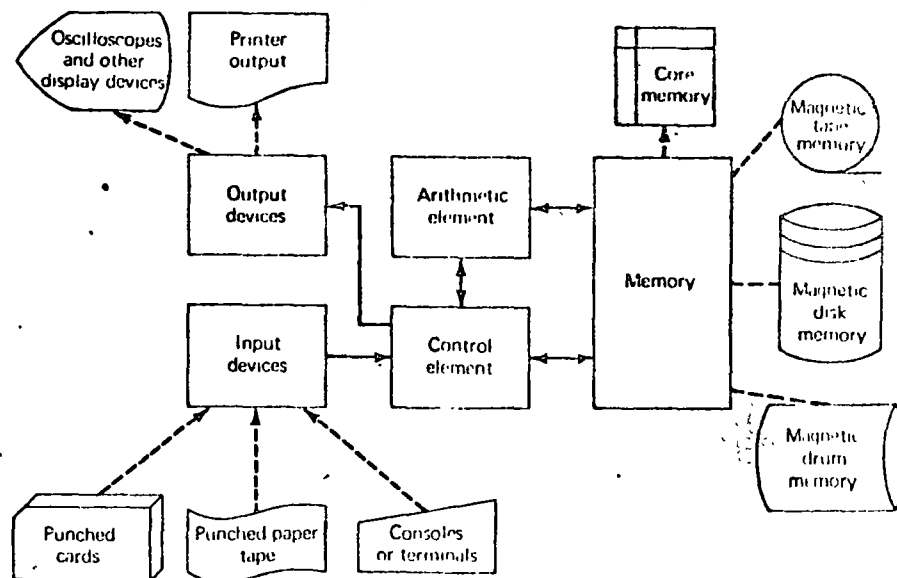 Oscilloscopes
and other
display devices
Printer
output
Core
memory
Magnetic
tape
memory
Output
devices
Arithmetic
element
Memory
Magnetic
disk
memory
Input
devices
Control
element
Magnetic
drum
memory
Punched
cards
Punched paper
tape
Consoles
or terminals